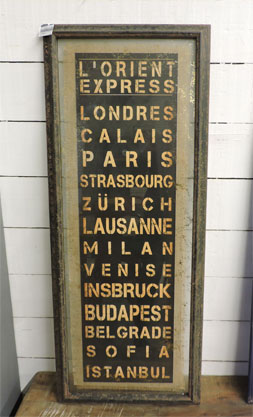 L'ORIENT
EXPRESS
LONDRES
CALAIS
PARIS
STRASBOURG
ZÜRICH
LAUSANNE
MILAN
VENISE
INSBRUCK
BUDAPEST
BELGRADE
SOFIA
ISTANBUL